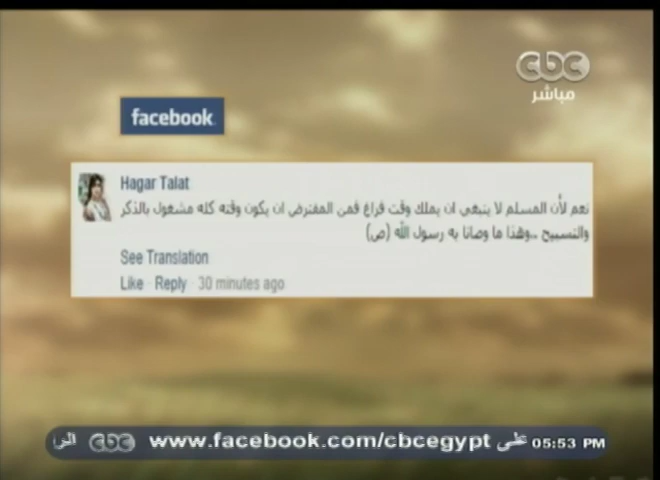 cbc
مباشر
facebook
Hagar Talat
نعم لأن المسلم لا ينبغي ان يملك وقت فراغ فمن المفترض ان يكون وقته كله مشغول بالذكر
والتسبيح ..وهذا ما وصانا به رسول الله (ص)
See Translation
Like Reply 30 minutes ago
05:53 PM على www.facebook.com/cbcegypt cbc